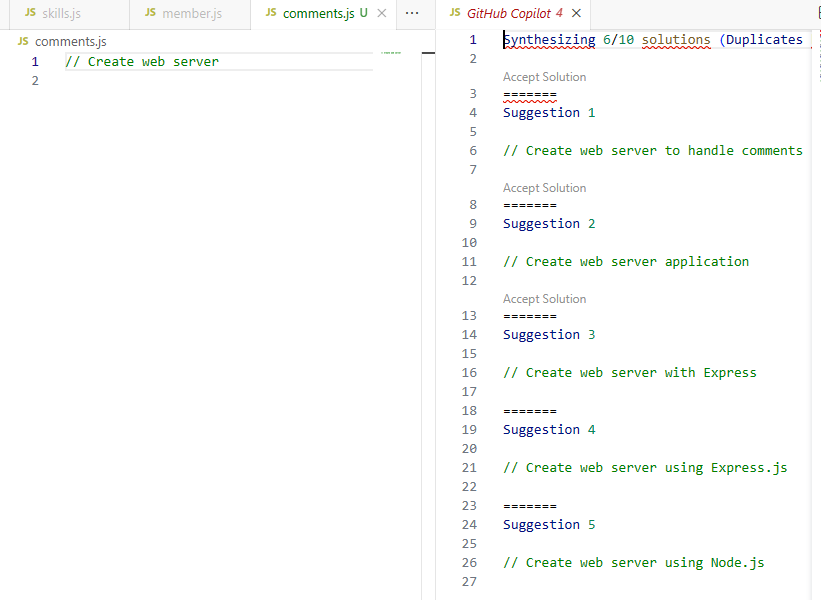 JS skills.js
JS member.js
JS comments.js U ×
...
JS comments.js
1 // Create web server
2
JS GitHub Copilot 4 ×
1 Synthesizing 6/10 solutions (Duplicates
2
Accept Solution
3 =======
4 Suggestion 1
5
6 // Create web server to handle comments
7
Accept Solution
8 =======
9 Suggestion 2
10
11 // Create web server application
12
Accept Solution
13 =======
14 Suggestion 3
15
16 // Create web server with Express
17
18 =======
19 Suggestion 4
20
21 // Create web server using Express.js
22
23 =======
24 Suggestion 5
25
26 // Create web server using Node.js
27